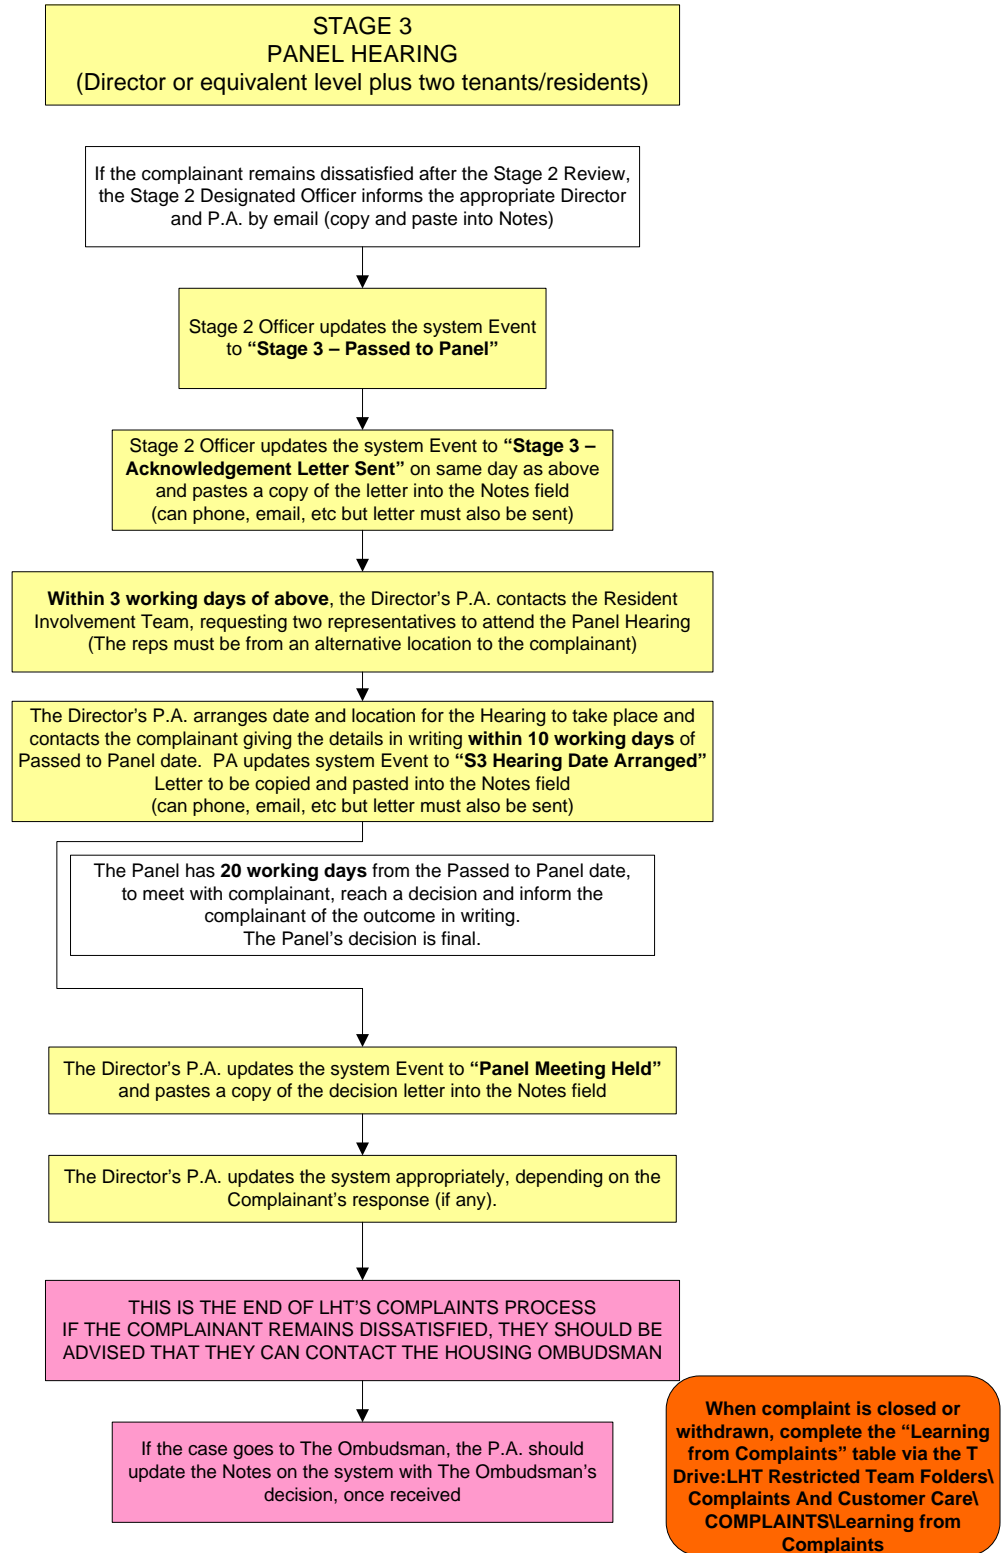 STAGE 3
PANEL HEARING
(Director or equivalent level plus two tenants/residents)
If the complainant remains dissatisfied after the Stage 2 Review,
the Stage 2 Designated Officer informs the appropriate Director
and P.A. by email (copy and paste into Notes)
Stage 2 Officer updates the system Event
to “Stage 3 – Passed to Panel”
Stage 2 Officer updates the system Event to “Stage 3 –
Acknowledgement Letter Sent” on same day as above
and pastes a copy of the letter into the Notes field
(can phone, email, etc but letter must also be sent)
Within 3 working days of above, the Director’s P.A. contacts the Resident
Involvement Team, requesting two representatives to attend the Panel Hearing
(The reps must be from an alternative location to the complainant)
The Director’s P.A. arranges date and location for the Hearing to take place and
contacts the complainant giving the details in writing within 10 working days of
Passed to Panel date.  PA updates system Event to “S3 Hearing Date Arranged”
Letter to be copied and pasted into the Notes field
(can phone, email, etc but letter must also be sent)
The Panel has 20 working days from the Passed to Panel date,
to meet with complainant, reach a decision and inform the
complainant of the outcome in writing.
The Panel’s decision is final.
The Director’s P.A. updates the system Event to “Panel Meeting Held”
and pastes a copy of the decision letter into the Notes field
The Director’s P.A. updates the system appropriately, depending on the
Complainant’s response (if any).
THIS IS THE END OF LHT’S COMPLAINTS PROCESS
IF THE COMPLAINANT REMAINS DISSATISFIED, THEY SHOULD BE
ADVISED THAT THEY CAN CONTACT THE HOUSING OMBUDSMAN
If the case goes to The Ombudsman, the P.A. should
update the Notes on the system with The Ombudsman’s
decision, once received
When complaint is closed or
withdrawn, complete the “Learning
from Complaints” table via the T
Drive:LHT Restricted Team Folders\
Complaints And Customer Care\
COMPLAINTS\Learning from
Complaints